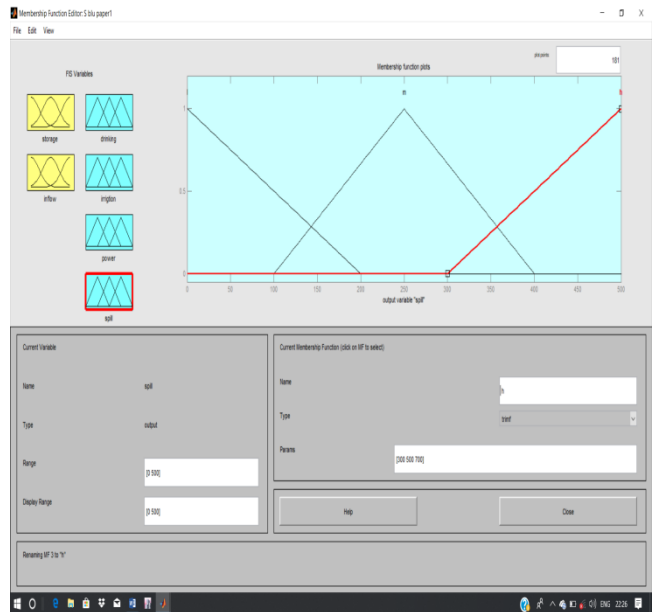 Membership Function Editor: S blu paper1
File Edit View
FIS Variables
Membership function plots
plot points:
181
storage
drinking
inflow
irrigton
power
spill
l
m
h
1
0.5
0
0 50 100 150 200 250 300 350 400 450 500
output variable "spill"
Current Variable
Name spill
Type output
Range [0 500]
Display Range [0 500]
Current Membership Function (click on MF to select)
Name h
Type trimf
Params [300 500 700]
Help
Close
Renaming MF 3 to "h"
ENG 22:26